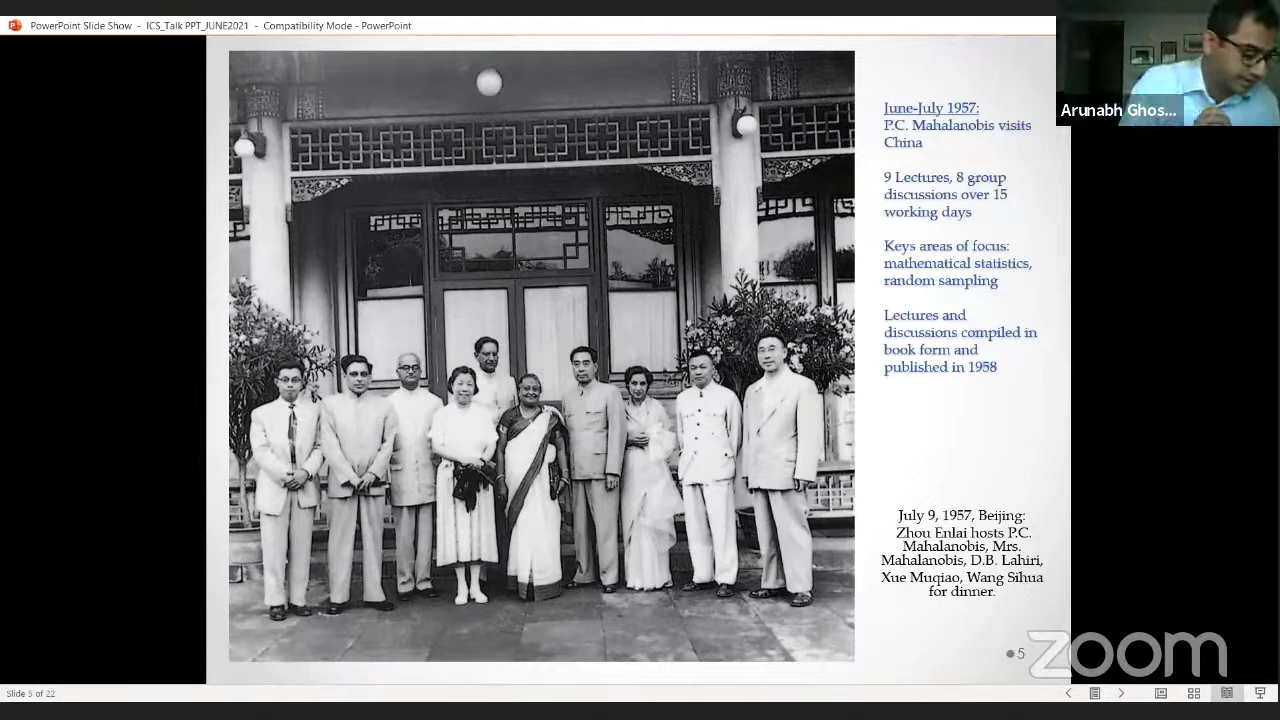 PowerPoint Slide Show - ICS_Talk PPT_JUNE2021 - Compatibility Mode - PowerPoint
Arunabh Ghos...
June-July 1957:
P.C. Mahalanobis visits
China
9 Lectures, 8 group
discussions over 15
working days
Keys areas of focus:
mathematical statistics,
random sampling
Lectures and
discussions compiled in
book form and
published in 1958
July 9, 1957, Beijing:
Zhou Enlai hosts P.C.
Mahalanobis, Mrs.
Mahalanobis, D.B. Lahiri,
Xue Muqiao, Wang Sihua
for dinner.
5
zoom
Slide 5 of 22